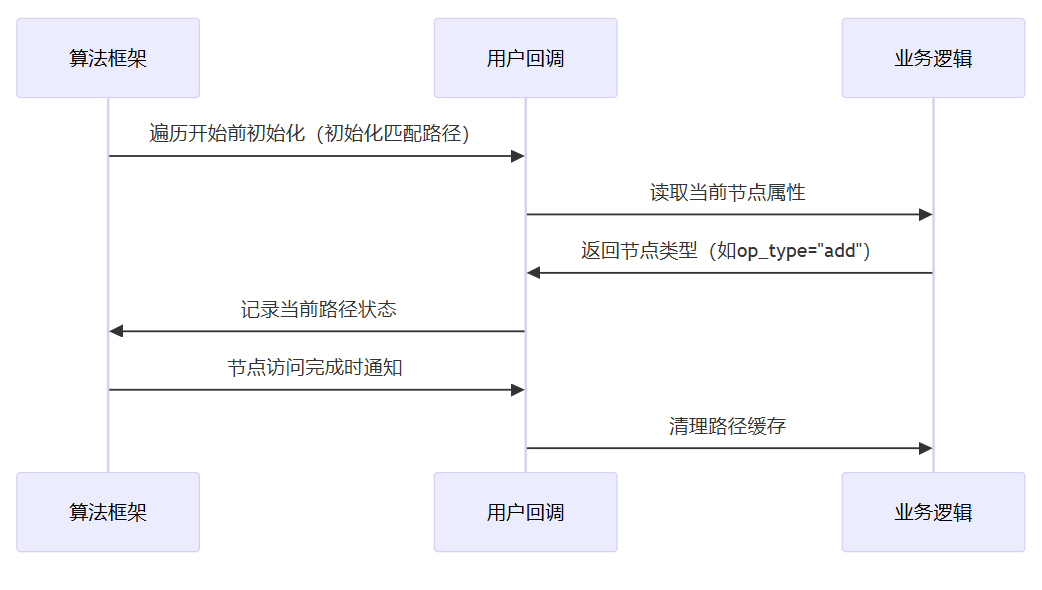 算法框架
用户回调
业务逻辑
遍历开始前初始化（初始化匹配路径）
读取当前节点属性
返回节点类型（如op_type="add"）
记录当前路径状态
节点访问完成时通知
清理路径缓存
算法框架
用户回调
业务逻辑